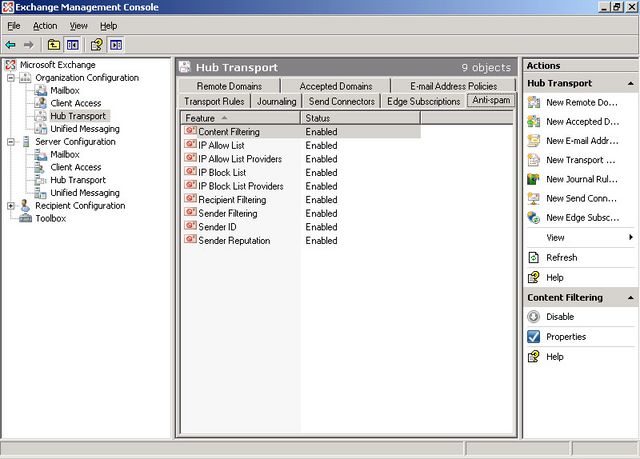 Exchange Management Console
File Action View Help
Microsoft Exchange
Organization Configuration
Mailbox
Client Access
Hub Transport
Unified Messaging
Server Configuration
Mailbox
Client Access
Hub Transport
Unified Messaging
Recipient Configuration
Toolbox
Hub Transport 9 objects
Remote Domains Accepted Domains E-mail Address Policies
Transport Rules Journaling Send Connectors Edge Subscriptions Anti-spam
Feature Status
Content Filtering Enabled
IP Allow List Enabled
IP Allow List Providers Enabled
IP Block List Enabled
IP Block List Providers Enabled
Recipient Filtering Enabled
Sender Filtering Enabled
Sender ID Enabled
Sender Reputation Enabled
Actions
Hub Transport
New Remote Do...
New Accepted D...
New E-mail Addr...
New Transport ...
New Journal Rul...
New Send Conn...
New Edge Subsc...
View
Refresh
Help
Content Filtering
Disable
Properties
Help